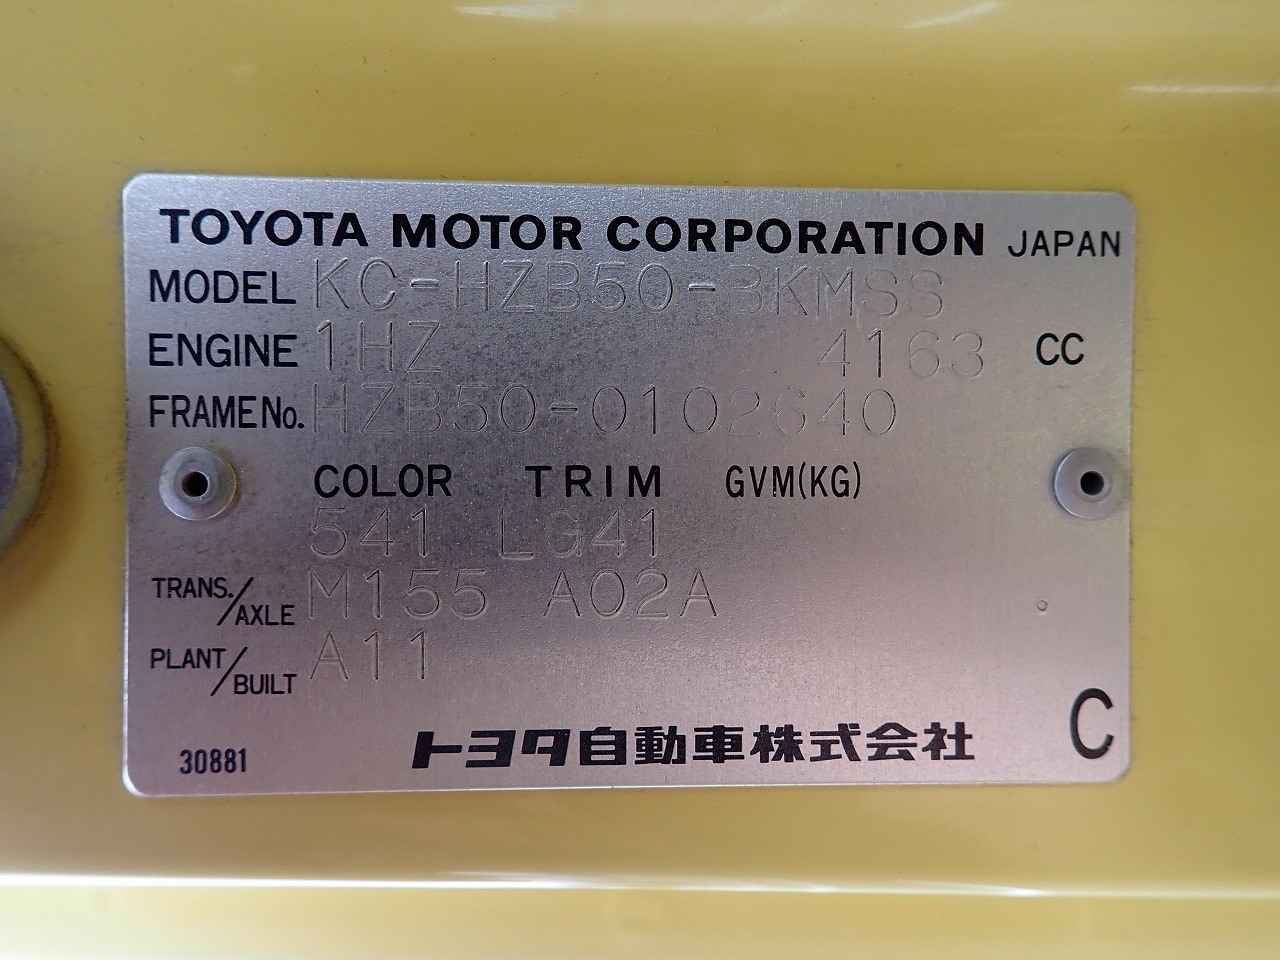 TOYOTA MOTOR CORPORATION JAPAN
MODEL KC-HZB50-BKMSS
ENGINE 1HZ 4163 CC
FRAME No. HZB50-0102640
COLOR TRIM GVM(KG)
541 LG41
TRANS./AXLE M155 A02A
PLANT/BUILT A11
30881 トヨタ自動車株式会社 C